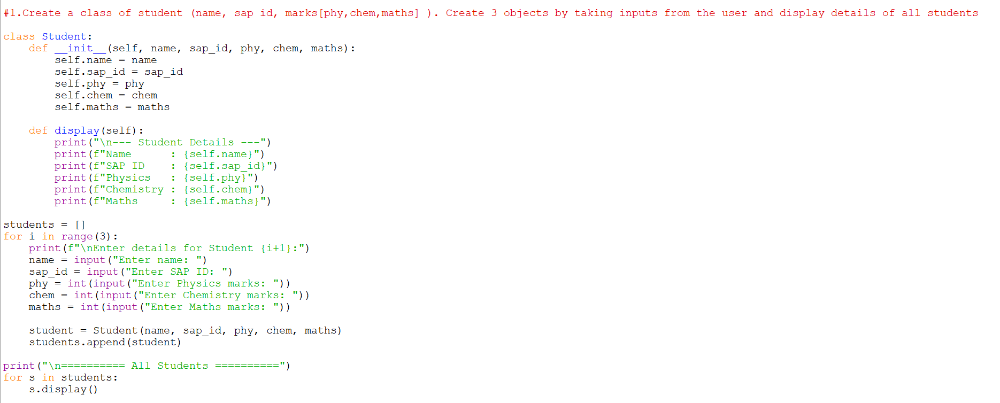 #1.Create a class of student (name, sap id, marks[phy,chem,maths] ). Create 3 objects by taking inputs from the user and display details of all students

class Student:
    def __init__(self, name, sap_id, phy, chem, maths):
        self.name = name
        self.sap_id = sap_id
        self.phy = phy
        self.chem = chem
        self.maths = maths

    def display(self):
        print("\n--- Student Details ---")
        print(f"Name      : {self.name}")
        print(f"SAP ID    : {self.sap_id}")
        print(f"Physics   : {self.phy}")
        print(f"Chemistry : {self.chem}")
        print(f"Maths     : {self.maths}")

students = []
for i in range(3):
    print(f"\nEnter details for Student {i+1}:")
    name = input("Enter name: ")
    sap_id = input("Enter SAP ID: ")
    phy = int(input("Enter Physics marks: "))
    chem = int(input("Enter Chemistry marks: "))
    maths = int(input("Enter Maths marks: "))

    student = Student(name, sap_id, phy, chem, maths)
    students.append(student)

print("\n========== All Students ==========")
for s in students:
    s.display()